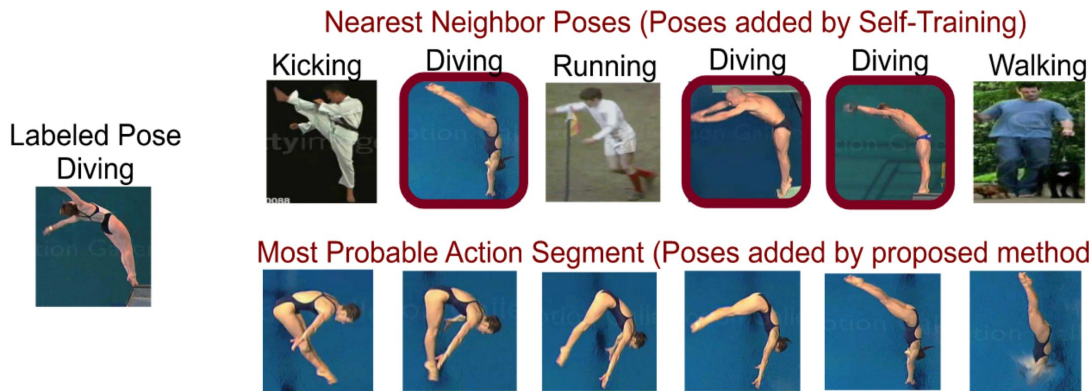 Nearest Neighbor Poses (Poses added by Self-Training)
Kicking
Diving
Running
Diving
Diving
Walking
Labeled Pose
Diving
Most Probable Action Segment (Poses added by proposed method